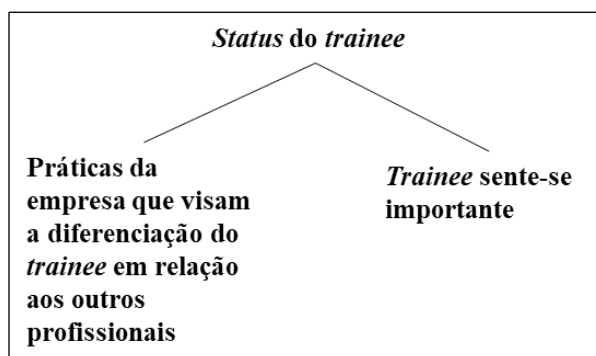 Status do trainee
Práticas da
empresa que visam
a diferenciação do
trainee em relação
aos outros
profissionais
Trainee sente-se
importante